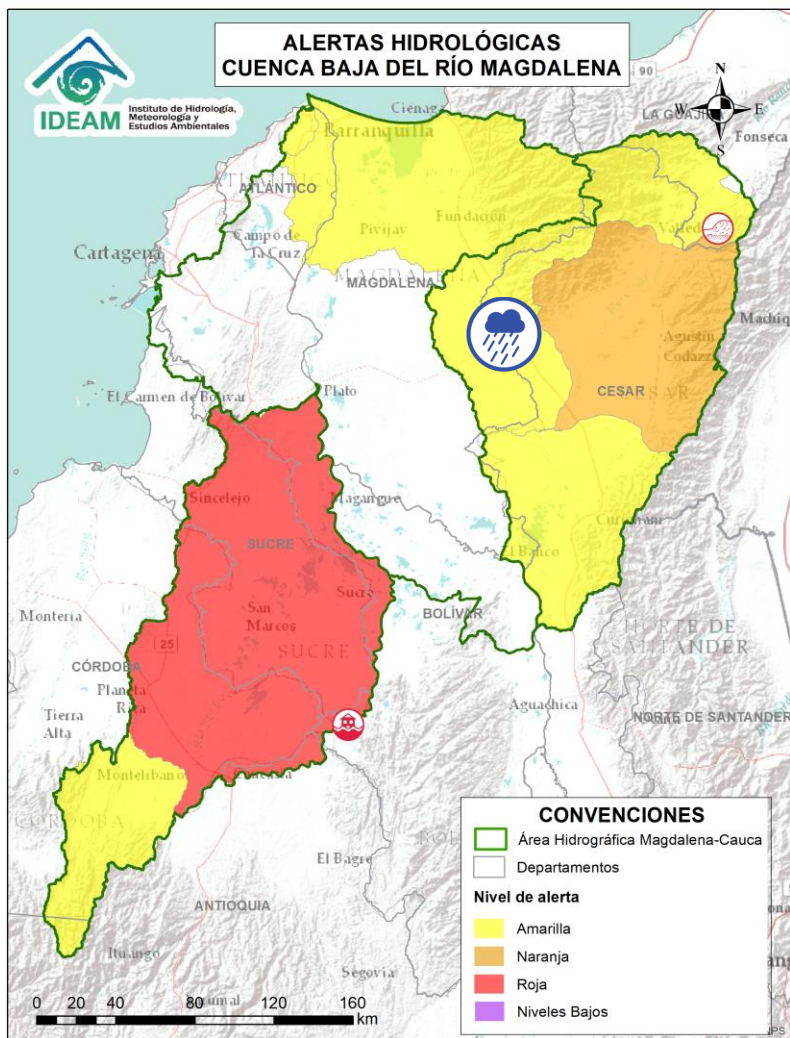 ALERTAS HIDROLÓGICAS
CUENCA BAJA DEL RÍO MAGDALENA
IDEAM
Instituto de Hidrología,
Meteorología y
Estudios Ambientales
N
W
E
S
90
Ciénaga
LA GUAJIRA
Fonseca
Barranquilla
ATLÁNTICO
Pivijay
Fundación
Cartagena
Campo de
la Cruz
MAGDALENA
MAGDALENA
Agustín
Codazzi
CESAR
El Carmen de Bolívar
Plato
Sincelejo
Magangué
SUCRE
Curumaní
El Banco
Sucre
San
Marcos
BOLÍVAR
Montería
25
SUCRE
NORTE DE
SANTANDER
CÓRDOBA
Planeta
Rica
Aguachica
NORTE DE SANTANDER
Tierra
Alta
Montelíbano
CÓRDOBA
El Bagre
ANTIOQUIA
Ituango
Segovia
CONVENCIONES
Área Hidrográfica Magdalena-Cauca
Departamentos
Nivel de alerta
Amarilla
Naranja
Roja
Niveles Bajos
0 20 40 80 120 160
km